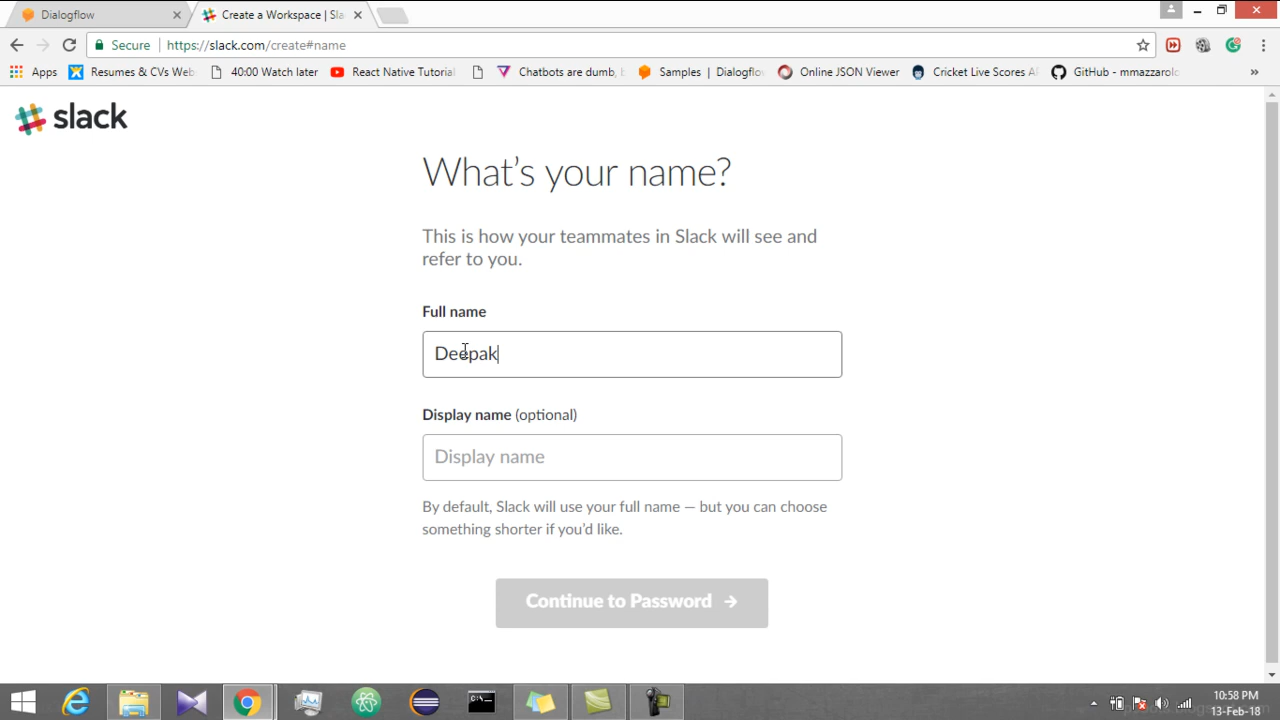 Dialogflow
Create a Workspace | Sla
Secure
https://slack.com/create#name
Apps
Resumes & CVs Web
40:00 Watch later
React Native Tutoria
Chatbots are dumb,
Samples | Dialogflo
Online JSON Viewer
Cricket Live Scores A
GitHub - mmazzarol
»
slack
What's your name?
This is how your teammates in Slack will see and
refer to you.
Full name
Deepak
Display name (optional)
Display name
By default, Slack will use your full name — but you can choose
something shorter if you'd like.
Continue to Password →
10:58 PM
13-Feb-18